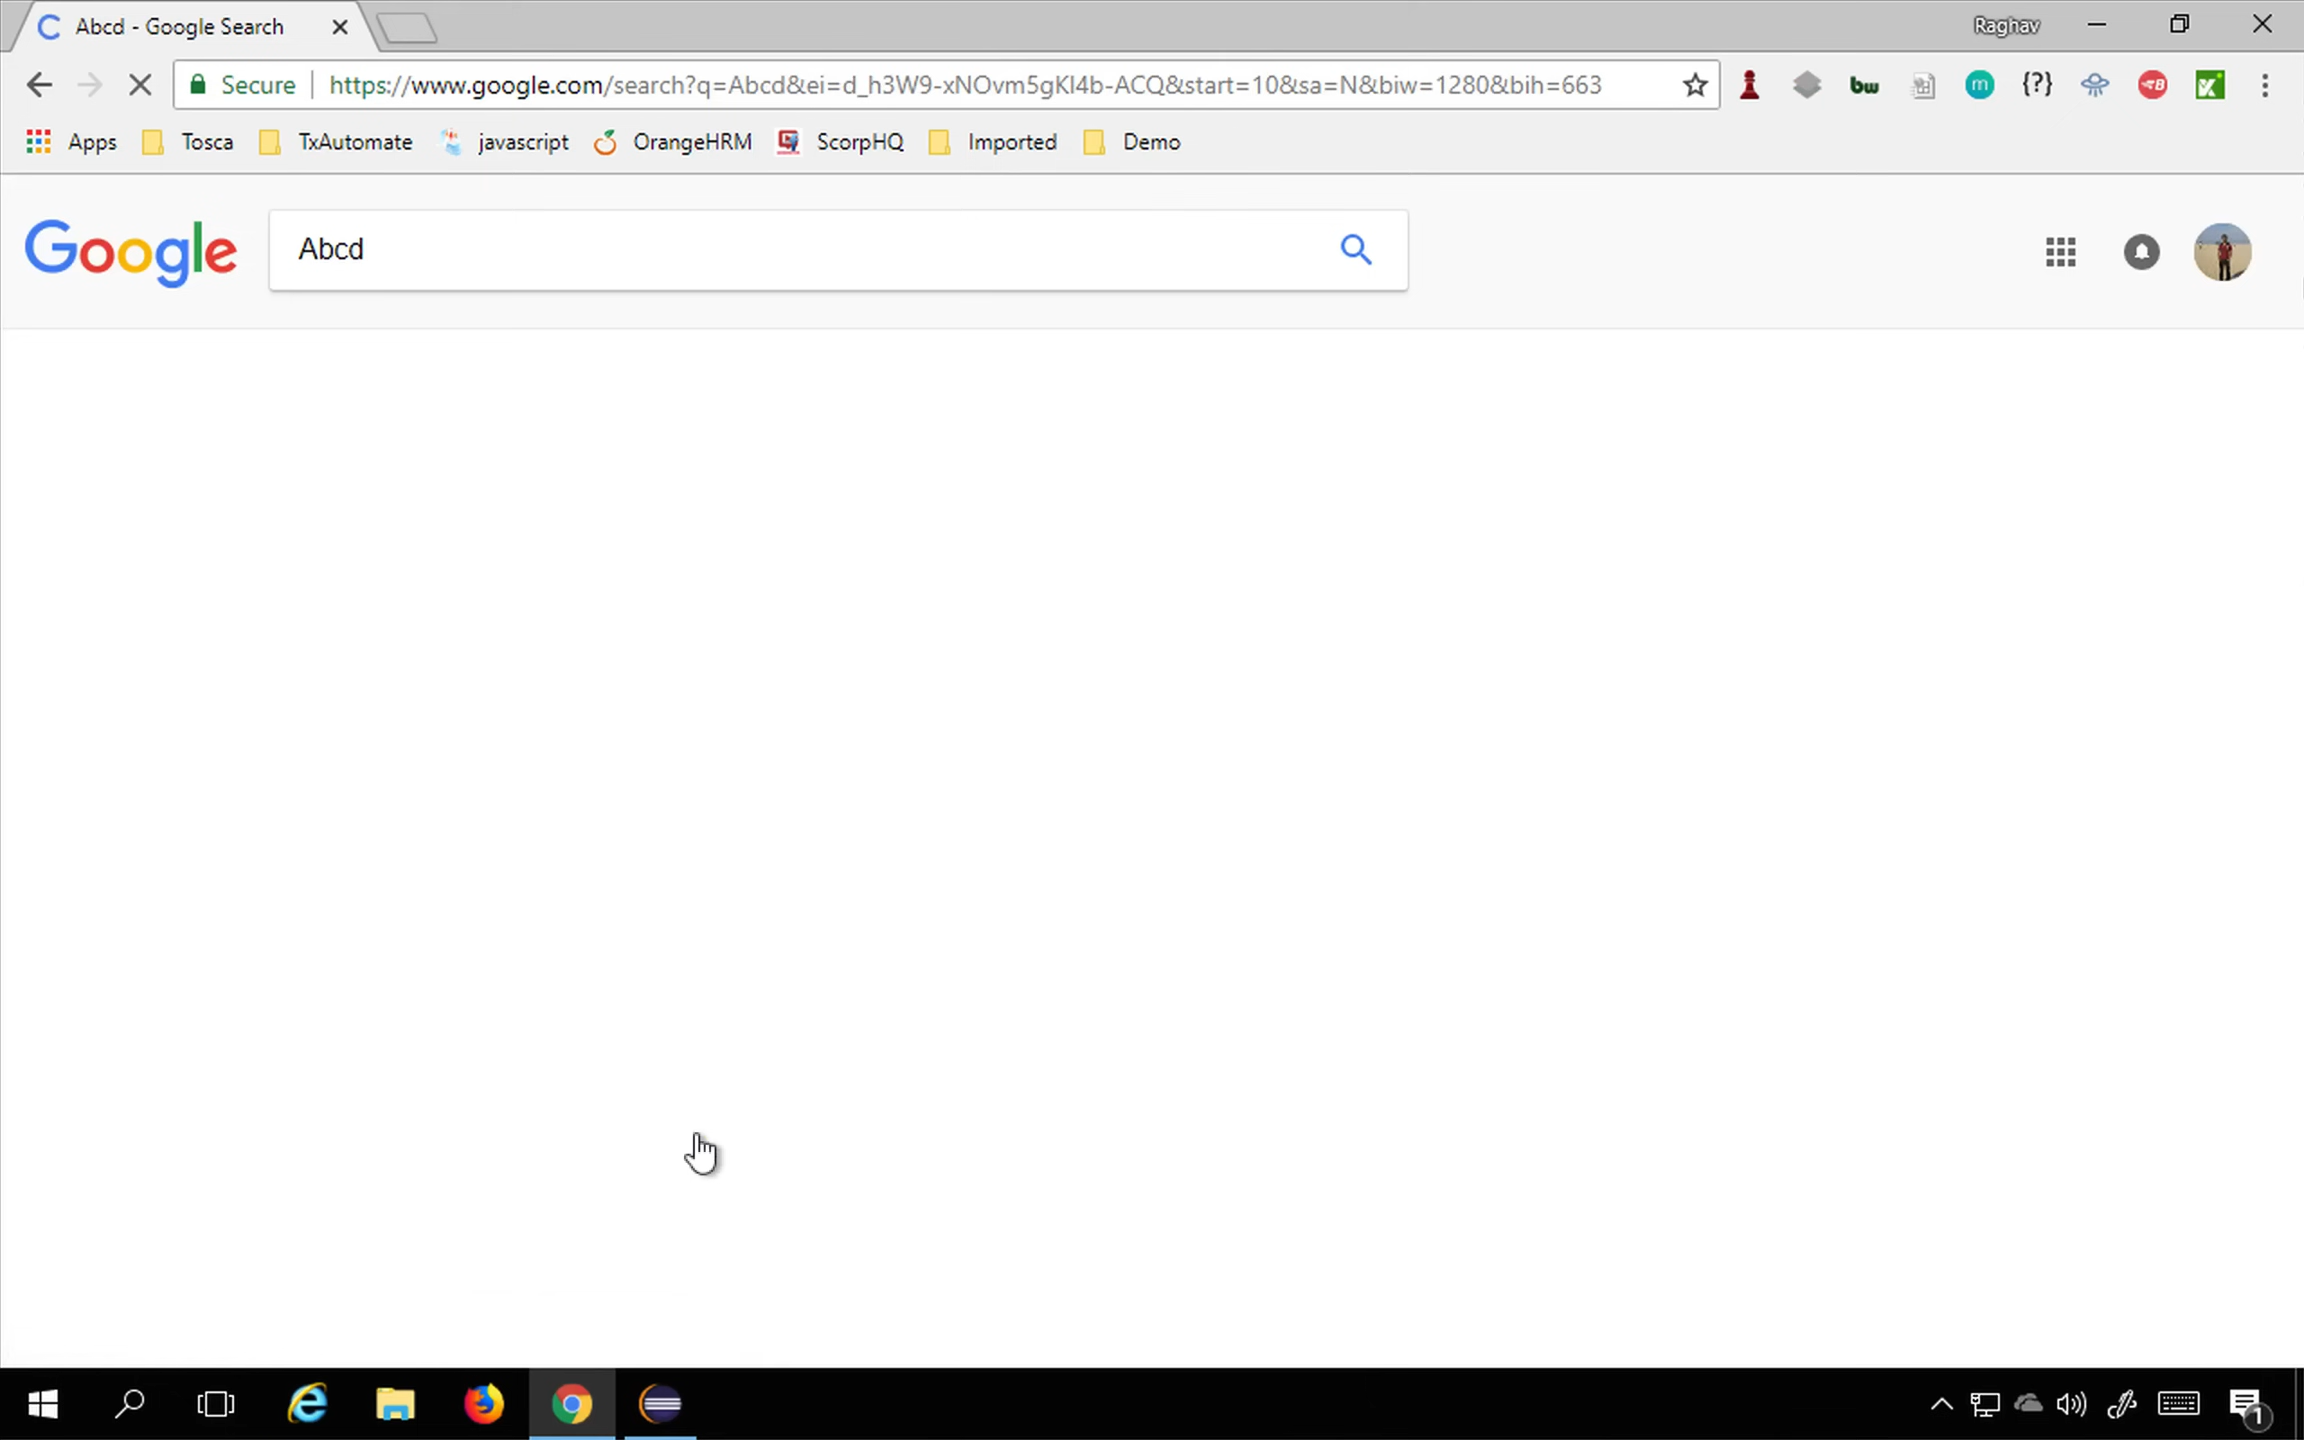 Abcd - Google Search
Raghav
Secure https://www.google.com/search?q=Abcd&ei=d_h3W9-xNOvm5gKI4b-ACQ&start=10&sa=N&biw=1280&bih=663
bw
m
{?}
B
Apps Tosca TxAutomate javascript OrangeHRM ScorpHQ Imported Demo
Google
Abcd
1